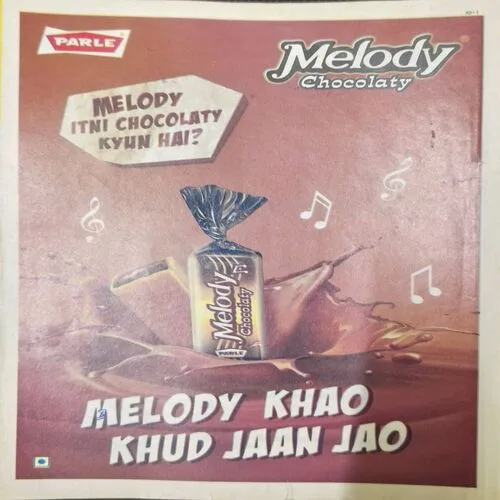 PARLE
Melody
Chocolaty
MELODY
ITNI CHOCOLATY
KYUN HAI?
Melody
Chocolaty
PARLE
MELODY KHAO
KHUD JAAN JAO